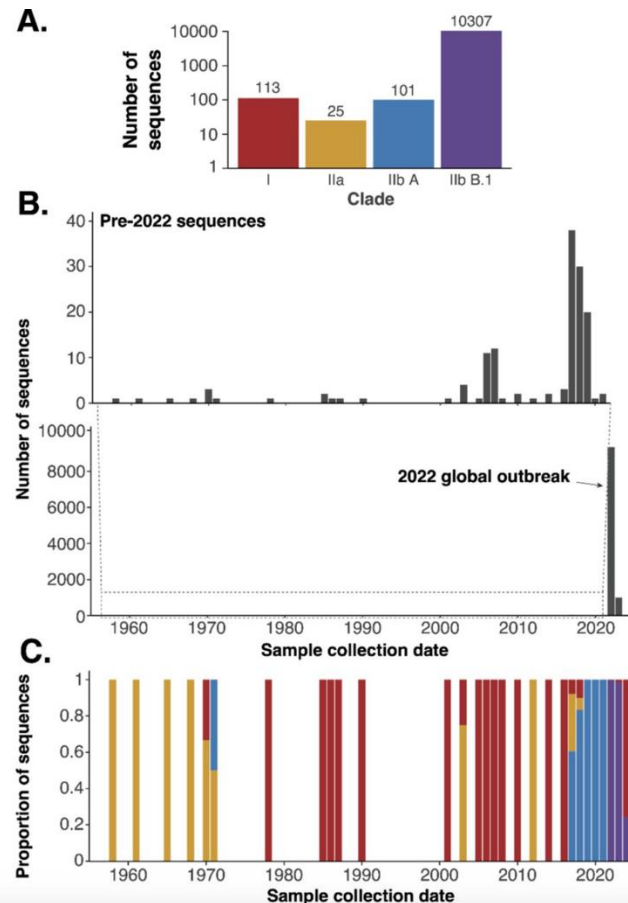 A.
Number of
sequences
10000
1000
100
10
1
113
25
101
10307
I
IIa
IIb A
IIb B.1
Clade
B.
Pre-2022 sequences
40
30
20
10
0
Number of sequences
10000
8000
6000
4000
2000
0
2022 global outbreak
1960 1970 1980 1990 2000 2010 2020
Sample collection date
C.
Proportion of sequences
1
0.8
0.6
0.4
0.2
0
1960 1970 1980 1990 2000 2010 2020
Sample collection date